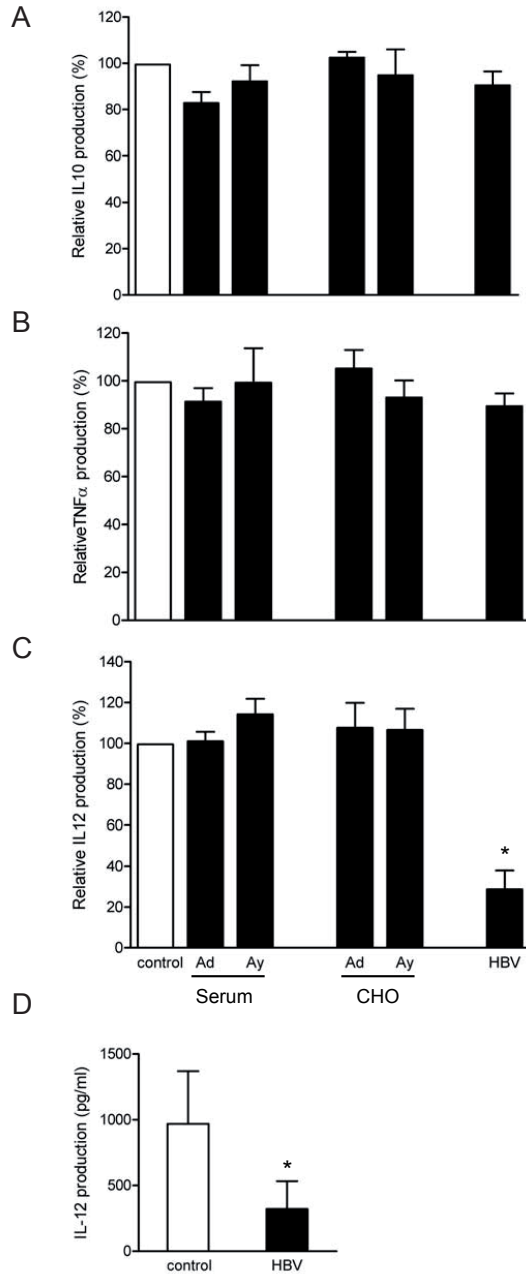 A
Relative IL10 production (%)
120
100
80
60
40
20
0
B
RelativeTNFα production (%)
120
100
80
60
40
20
0
C
Relative IL12 production (%)
140
120
100
80
60
40
20
0
*
control Ad Ay Ad Ay HBV
Serum CHO
D
IL-12 production (pg/ml)
1500
1000
500
0
*
control HBV